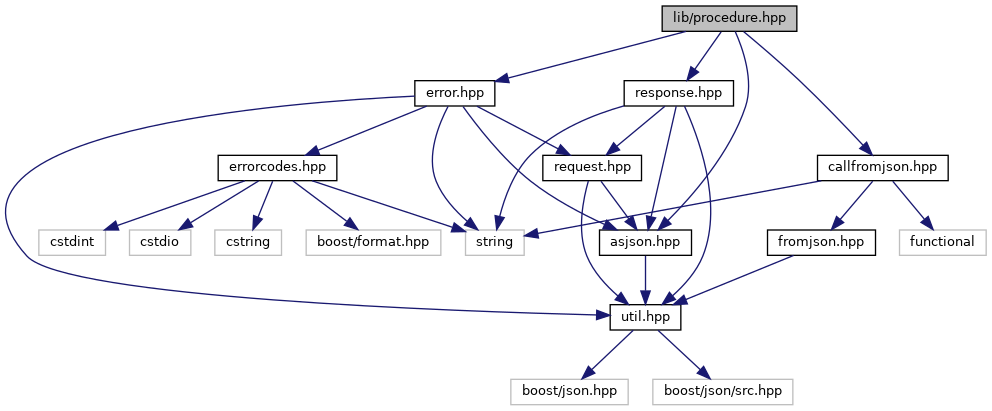 lib/procedure.hpp
error.hpp
response.hpp
errorcodes.hpp
request.hpp
callfromjson.hpp
cstdint
cstdio
cstring
boost/format.hpp
string
asjson.hpp
fromjson.hpp
functional
util.hpp
boost/json.hpp
boost/json/src.hpp